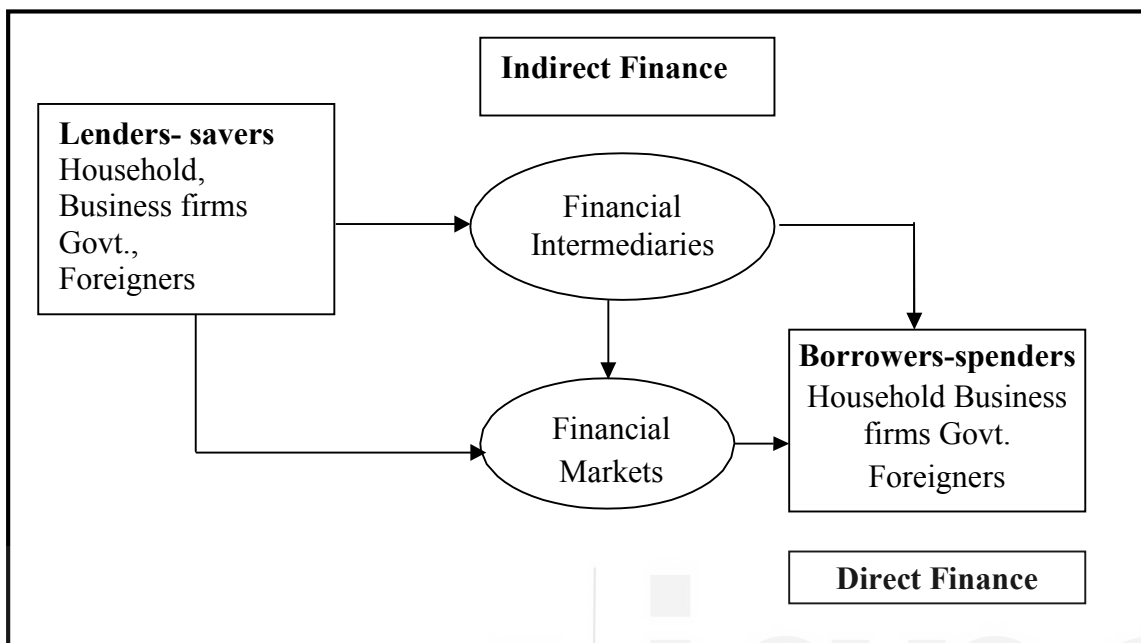 Indirect Finance
Lenders- savers
Household,
Business firms
Govt.,
Foreigners
Financial
Intermediaries
Borrowers-spenders
Household Business
firms Govt.
Foreigners
Financial
Markets
Direct Finance